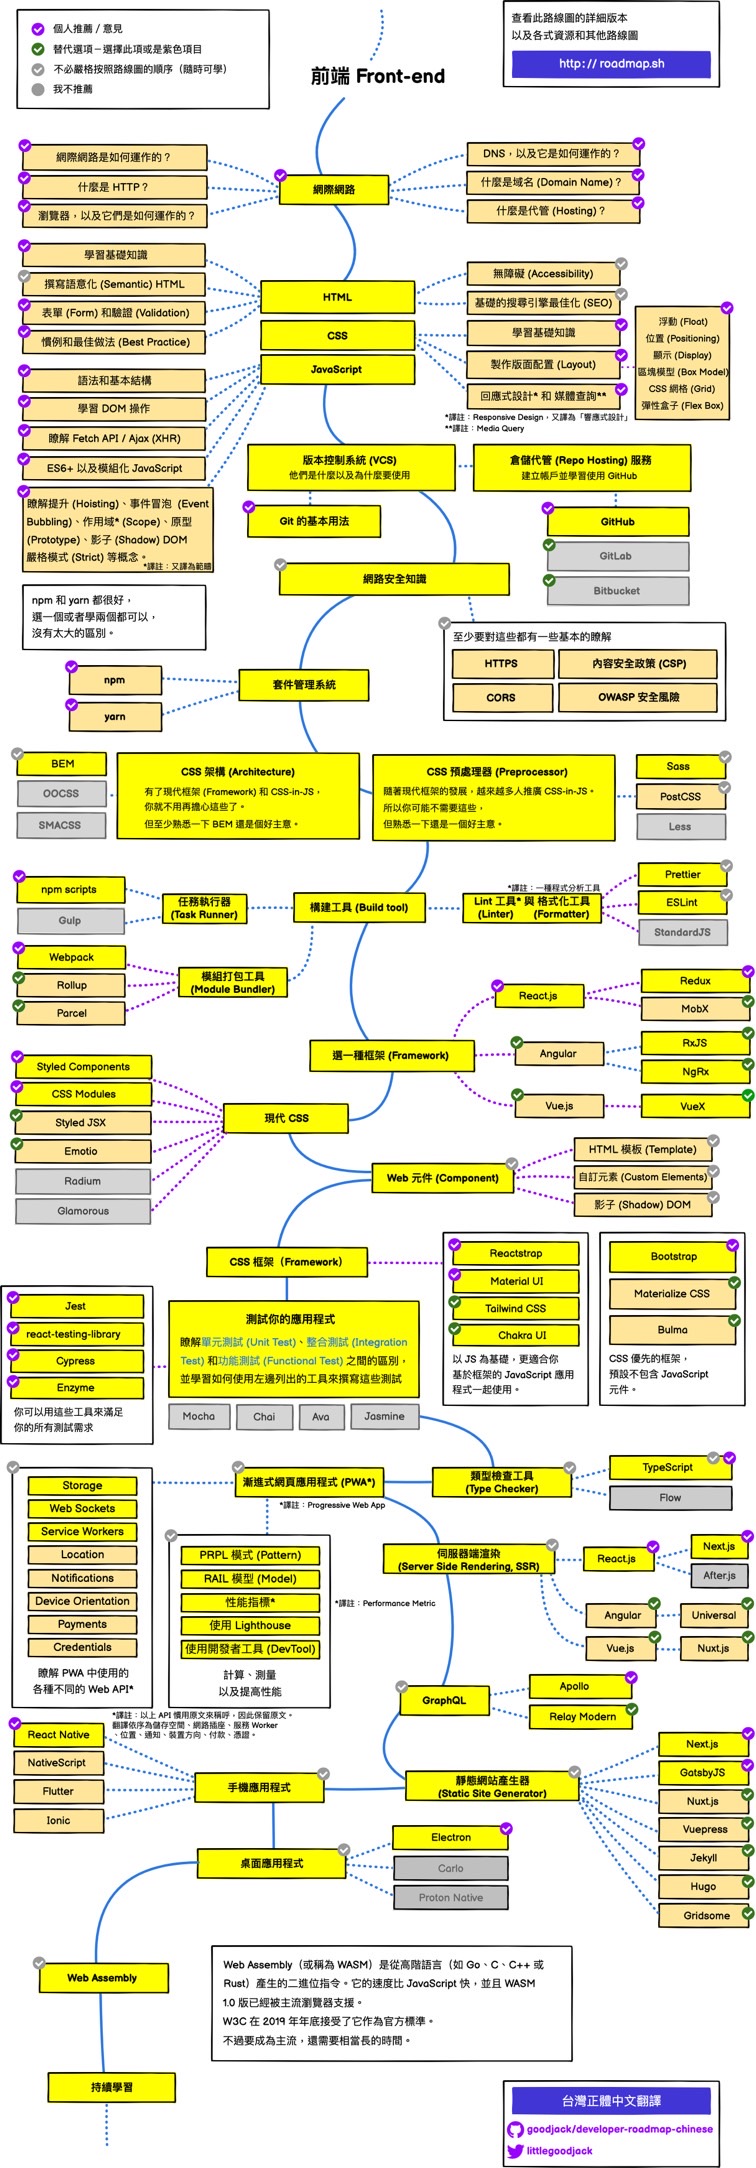 個人推薦 / 意見
替代選項－選擇此項或是紫色項目
不必嚴格按照路線圖的順序（隨時可學）
我不推薦
前端 Front-end
查看此路線圖的詳細版本
以及各式資源和其他路線圖
http:// roadmap.sh
網際網路是如何運作的？
什麼是 HTTP？
瀏覽器，以及它們是如何運作的？
網際網路
DNS，以及它是如何運作的？
什麼是域名 (Domain Name)？
什麼是代管 (Hosting)？
學習基礎知識
撰寫語意化 (Semantic) HTML
表單 (Form) 和驗證 (Validation)
慣例和最佳做法 (Best Practice)
HTML
CSS
JavaScript
無障礙 (Accessibility)
基礎的搜尋引擎最佳化 (SEO)
學習基礎知識
製作版面配置 (Layout)
回應式設計* 和 媒體查詢**
*譯註：Responsive Design，又譯為「響應式設計」
**譯註：Media Query
浮動 (Float)
位置 (Positioning)
顯示 (Display)
區塊模型 (Box Model)
CSS 網格 (Grid)
彈性盒子 (Flex Box)
語法和基本結構
學習 DOM 操作
瞭解 Fetch API / Ajax (XHR)
ES6+ 以及模組化 JavaScript
瞭解提升 (Hoisting)、事件冒泡 (Event
Bubbling)、作用域* (Scope)、原型
(Prototype)、影子 (Shadow) DOM
嚴格模式 (Strict) 等概念。
*譯註：又譯為範疇
版本控制系統 (VCS)
他們是什麼以及為什麼要使用
Git 的基本用法
倉儲代管 (Repo Hosting) 服務
建立帳戶並學習使用 GitHub
GitHub
GitLab
Bitbucket
網路安全知識
至少要對這些都有一些基本的瞭解
HTTPS
內容安全政策 (CSP)
CORS
OWASP 安全風險
npm 和 yarn 都很好，
選一個或者學兩個都可以，
沒有太大的區別。
npm
yarn
套件管理系統
BEM
OOCSS
SMACSS
CSS 架構 (Architecture)
有了現代框架 (Framework) 和 CSS-in-JS，
你就不用再擔心這些了。
但至少熟悉一下 BEM 還是個好主意。
CSS 預處理器 (Preprocessor)
隨著現代框架的發展，越來越多人推廣 CSS-in-JS。
所以你可能不需要這些，
但熟悉一下還是一個好主意。
Sass
PostCSS
Less
npm scripts
Gulp
任務執行器
(Task Runner)
構建工具 (Build tool)
*譯註：一種程式分析工具
Lint 工具* 與 格式化工具
(Linter) (Formatter)
Prettier
ESLint
StandardJS
Webpack
Rollup
Parcel
模組打包工具
(Module Bundler)
選一種框架 (Framework)
React.js
Redux
MobX
Angular
RxJS
NgRx
Vue.js
VueX
Styled Components
CSS Modules
Styled JSX
Emotio
Radium
Glamorous
現代 CSS
Web 元件 (Component)
HTML 模板 (Template)
自訂元素 (Custom Elements)
影子 (Shadow) DOM
CSS 框架（Framework）
Reactstrap
Material UI
Tailwind CSS
Chakra UI
以 JS 為基礎，更適合你
基於框架的 JavaScript 應用
程式一起使用。
Bootstrap
Materialize CSS
Bulma
CSS 優先的框架，
預設不包含 JavaScript
元件。
Jest
react-testing-library
Cypress
Enzyme
你可以用這些工具來滿足
你的所有測試需求
測試你的應用程式
瞭解單元測試 (Unit Test)、整合測試 (Integration
Test) 和功能測試 (Functional Test) 之間的區別，
並學習如何使用左邊列出的工具來撰寫這些測試
Mocha
Chai
Ava
Jasmine
漸進式網頁應用程式 (PWA*)
*譯註：Progressive Web App
類型檢查工具
(Type Checker)
TypeScript
Flow
Storage
Web Sockets
Service Workers
Location
Notifications
Device Orientation
Payments
Credentials
瞭解 PWA 中使用的
各種不同的 Web API*
PRPL 模式 (Pattern)
RAIL 模型 (Model)
性能指標*
使用 Lighthouse
使用開發者工具 (DevTool)
計算、測量
以及提高性能
*譯註：Performance Metric
*譯註：以上 API 慣用原文來稱呼，因此保留原文。
翻譯依序為儲存空間、網路插座、服務 Worker
、位置、通知、裝置方向、付款、憑證。
伺服器端渲染
(Server Side Rendering, SSR)
React.js
Next.js
After.js
Angular
Universal
Vue.js
Nuxt.js
GraphQL
Apollo
Relay Modern
React Native
NativeScript
Flutter
Ionic
手機應用程式
靜態網站產生器
(Static Site Generator)
Next.js
GatsbyJS
Nuxt.js
Vuepress
Jekyll
Hugo
Gridsome
桌面應用程式
Electron
Carlo
Proton Native
Web Assembly
Web Assembly（或稱為 WASM）是從高階語言（如 Go、C、C++ 或
Rust）產生的二進位指令。它的速度比 JavaScript 快，並且 WASM
1.0 版已經被主流瀏覽器支援。
W3C 在 2019 年年底接受了它作為官方標準。
不過要成為主流，還需要相當長的時間。
持續學習
台灣正體中文翻譯
goodjack/developer-roadmap-chinese
littlegoodjack